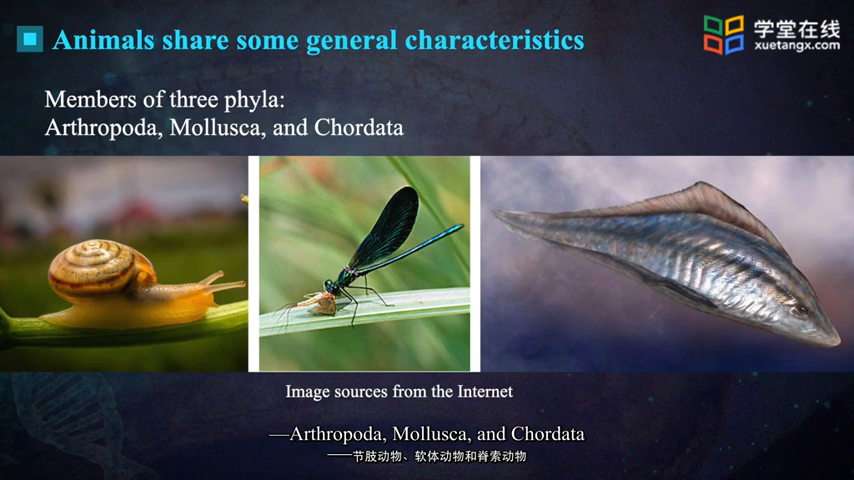 Animals share some general characteristics
学堂在线
xuetangx.com
Members of three phyla:
Arthropoda, Mollusca, and Chordata
Image sources from the Internet
—Arthropoda, Mollusca, and Chordata
——节肢动物、软体动物和脊索动物